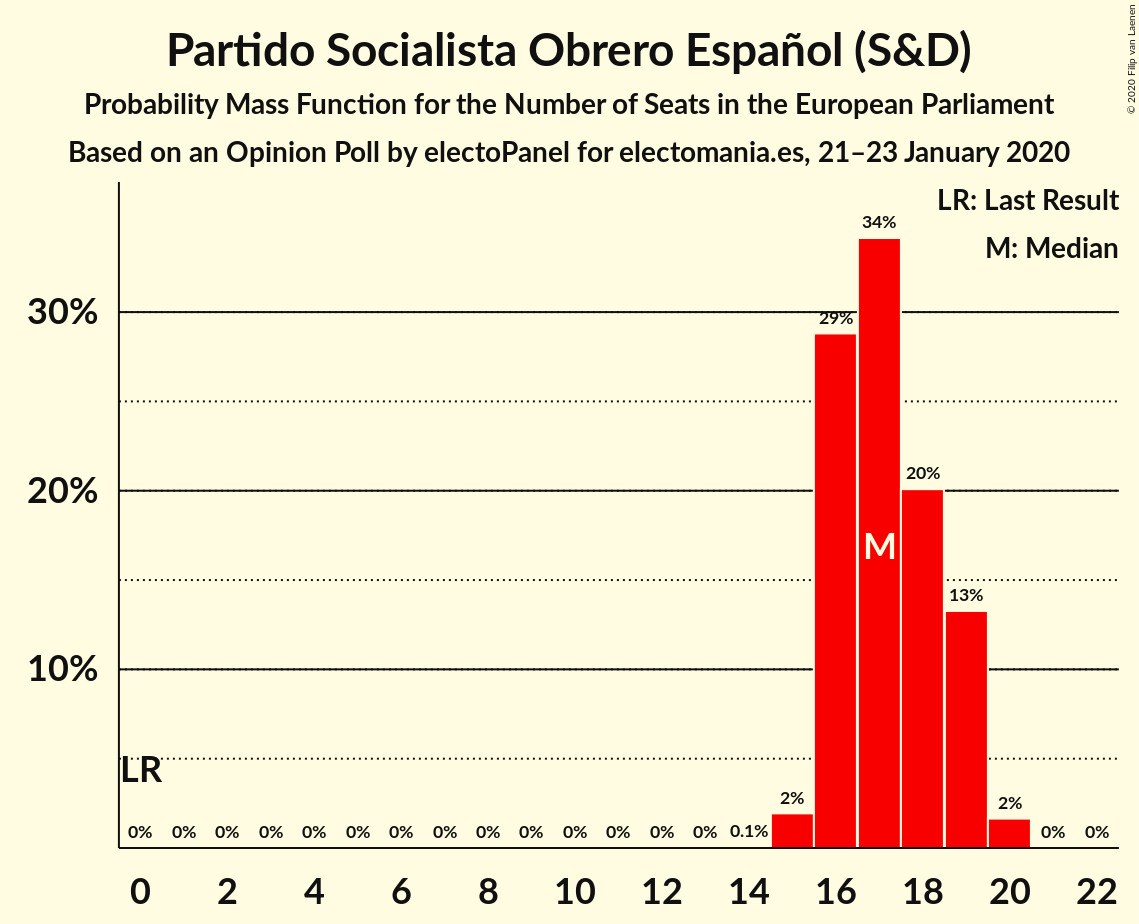 Partido Socialista Obrero Español (S&D)
Probability Mass Function for the Number of Seats in the European Parliament
Based on an Opinion Poll by electoPanel for electomania.es, 21–23 January 2020
© 2020 Filip van Laenen
LR: Last Result
M: Median
34%
30%
29%
20%
20%
M
13%
10%
LR
0% 0% 0% 0% 0% 0% 0% 0% 0% 0% 0% 0% 0% 0% 0.1% 2% 2% 0% 0%
0 2 4 6 8 10 12 14 16 18 20 22